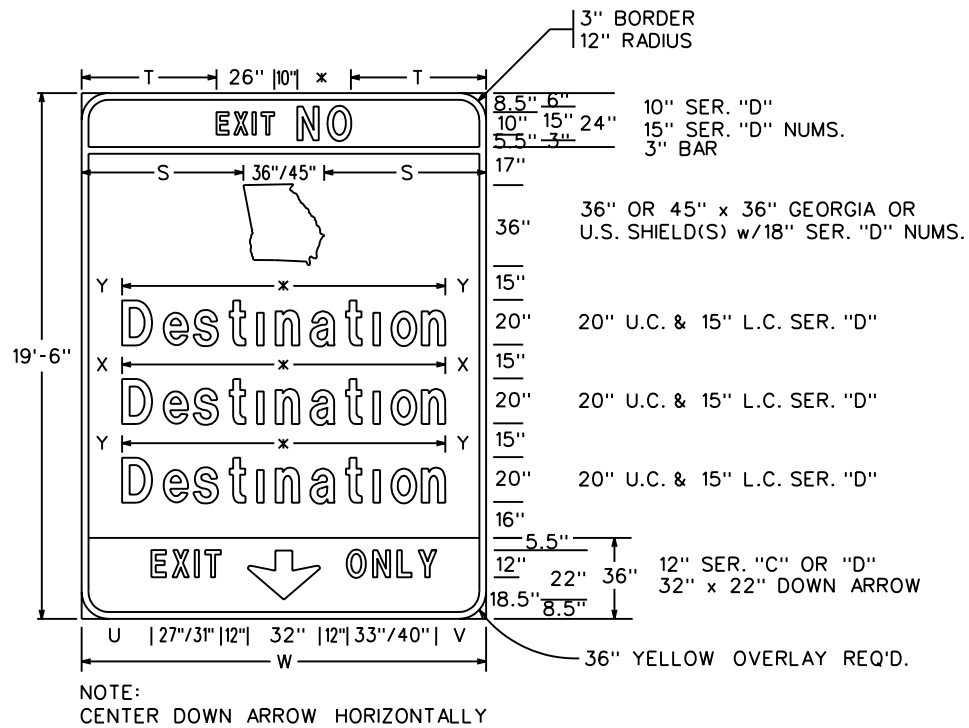 3" BORDER
12" RADIUS
T 26" 10" * T
EXIT NO
8.5" 6"
10" 15" 24"
5.5" 3"
10" SER. "D"
15" SER. "D" NUMS.
3" BAR
17"
S 36"/45" S
36"
36" OR 45" x 36" GEORGIA OR
U.S. SHIELD(S) w/18" SER. "D" NUMS.
15"
Y * Y
Destination
20"
20" U.C. & 15" L.C. SER. "D"
19'-6"
X * X
15"
Destination
20"
20" U.C. & 15" L.C. SER. "D"
Y * Y
15"
Destination
20"
20" U.C. & 15" L.C. SER. "D"
16"
5.5"
EXIT ONLY
12"
22" 36"
18.5"
8.5"
12" SER. "C" OR "D"
32" x 22" DOWN ARROW
U 27"/31" 12" 32" 12" 33"/40" V
W
36" YELLOW OVERLAY REQ'D.
NOTE:
CENTER DOWN ARROW HORIZONTALLY